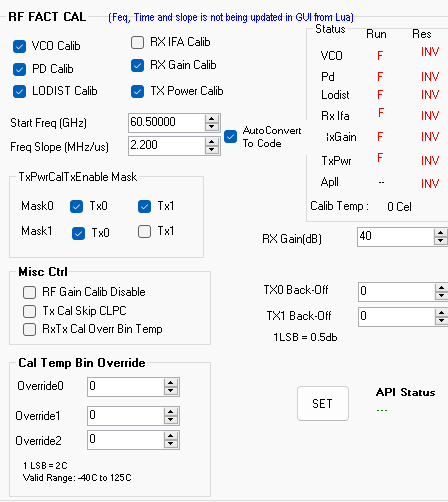 RF FACT CAL (Feq, Time and slope is not being updated in GUI from Lua)
VCO Calib
RX IFA Calib
PD Calib
RX Gain Calib
LODIST Calib
TX Power Calib
Start Freq (GHz) 60.50000
Freq Slope (MHz/us) 2.200
AutoConvert
To Code
Status Run Res
VCO F INV
Pd F INV
Lodist F INV
Rx Ifa F INV
TxGain F INV
TxPwr F INV
Apll -- INV
Calib Temp : 0 Cel
TxPwrCalTxEnable Mask
Mask0 Tx0 Tx1
Mask1 Tx0 Tx1
RX Gain(dB) 40
Misc Ctrl
RF Gain Calib Disable
Tx Cal Skip CLPC
RxTx Cal Overr Bin Temp
TX0 Back-Off 0
TX1 Back-Off 0
1LSB = 0.5db
Cal Temp Bin Override
Override0 0
Override1 0
Override2 0
1 LSB = 2C
Valid Range: -40C to 125C
SET
API Status
---